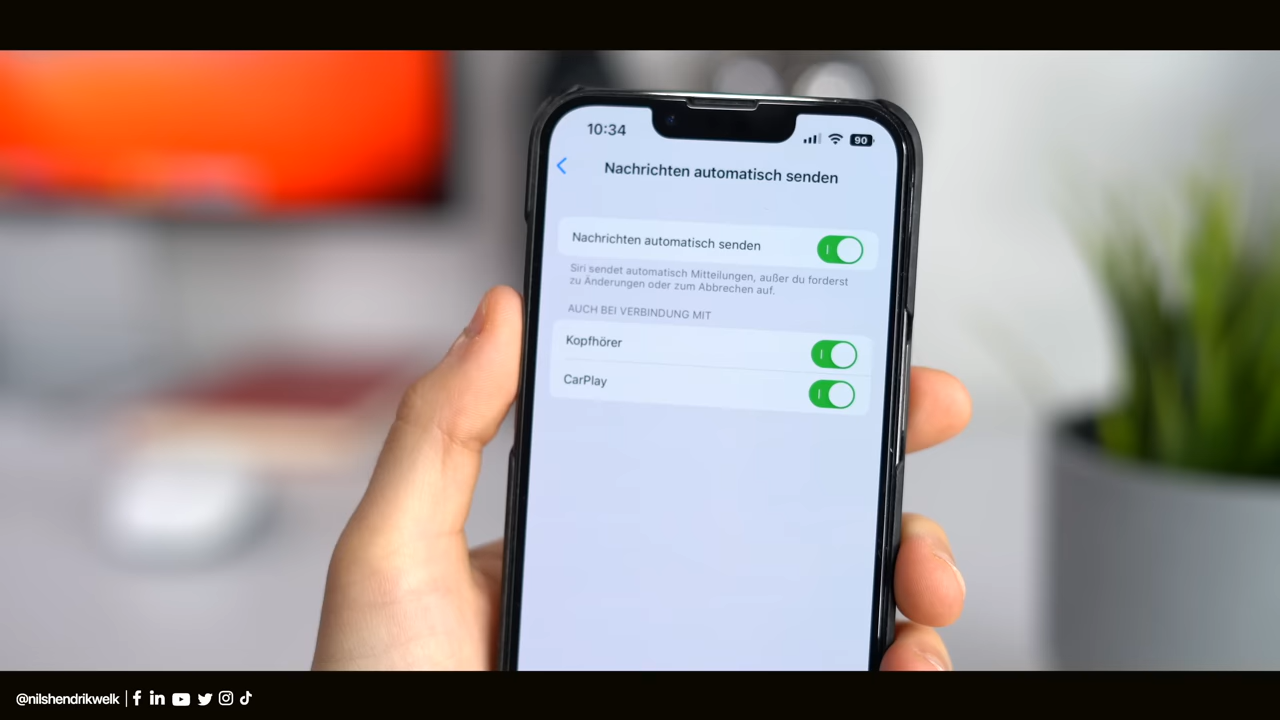 10:34
90
Nachrichten automatisch senden
Nachrichten automatisch senden
Siri sendet automatisch Mitteilungen, außer du forderst
zu Änderungen oder zum Abbrechen auf.
AUCH BEI VERBINDUNG MIT
Kopfhörer
CarPlay
@nilshendrikwelk